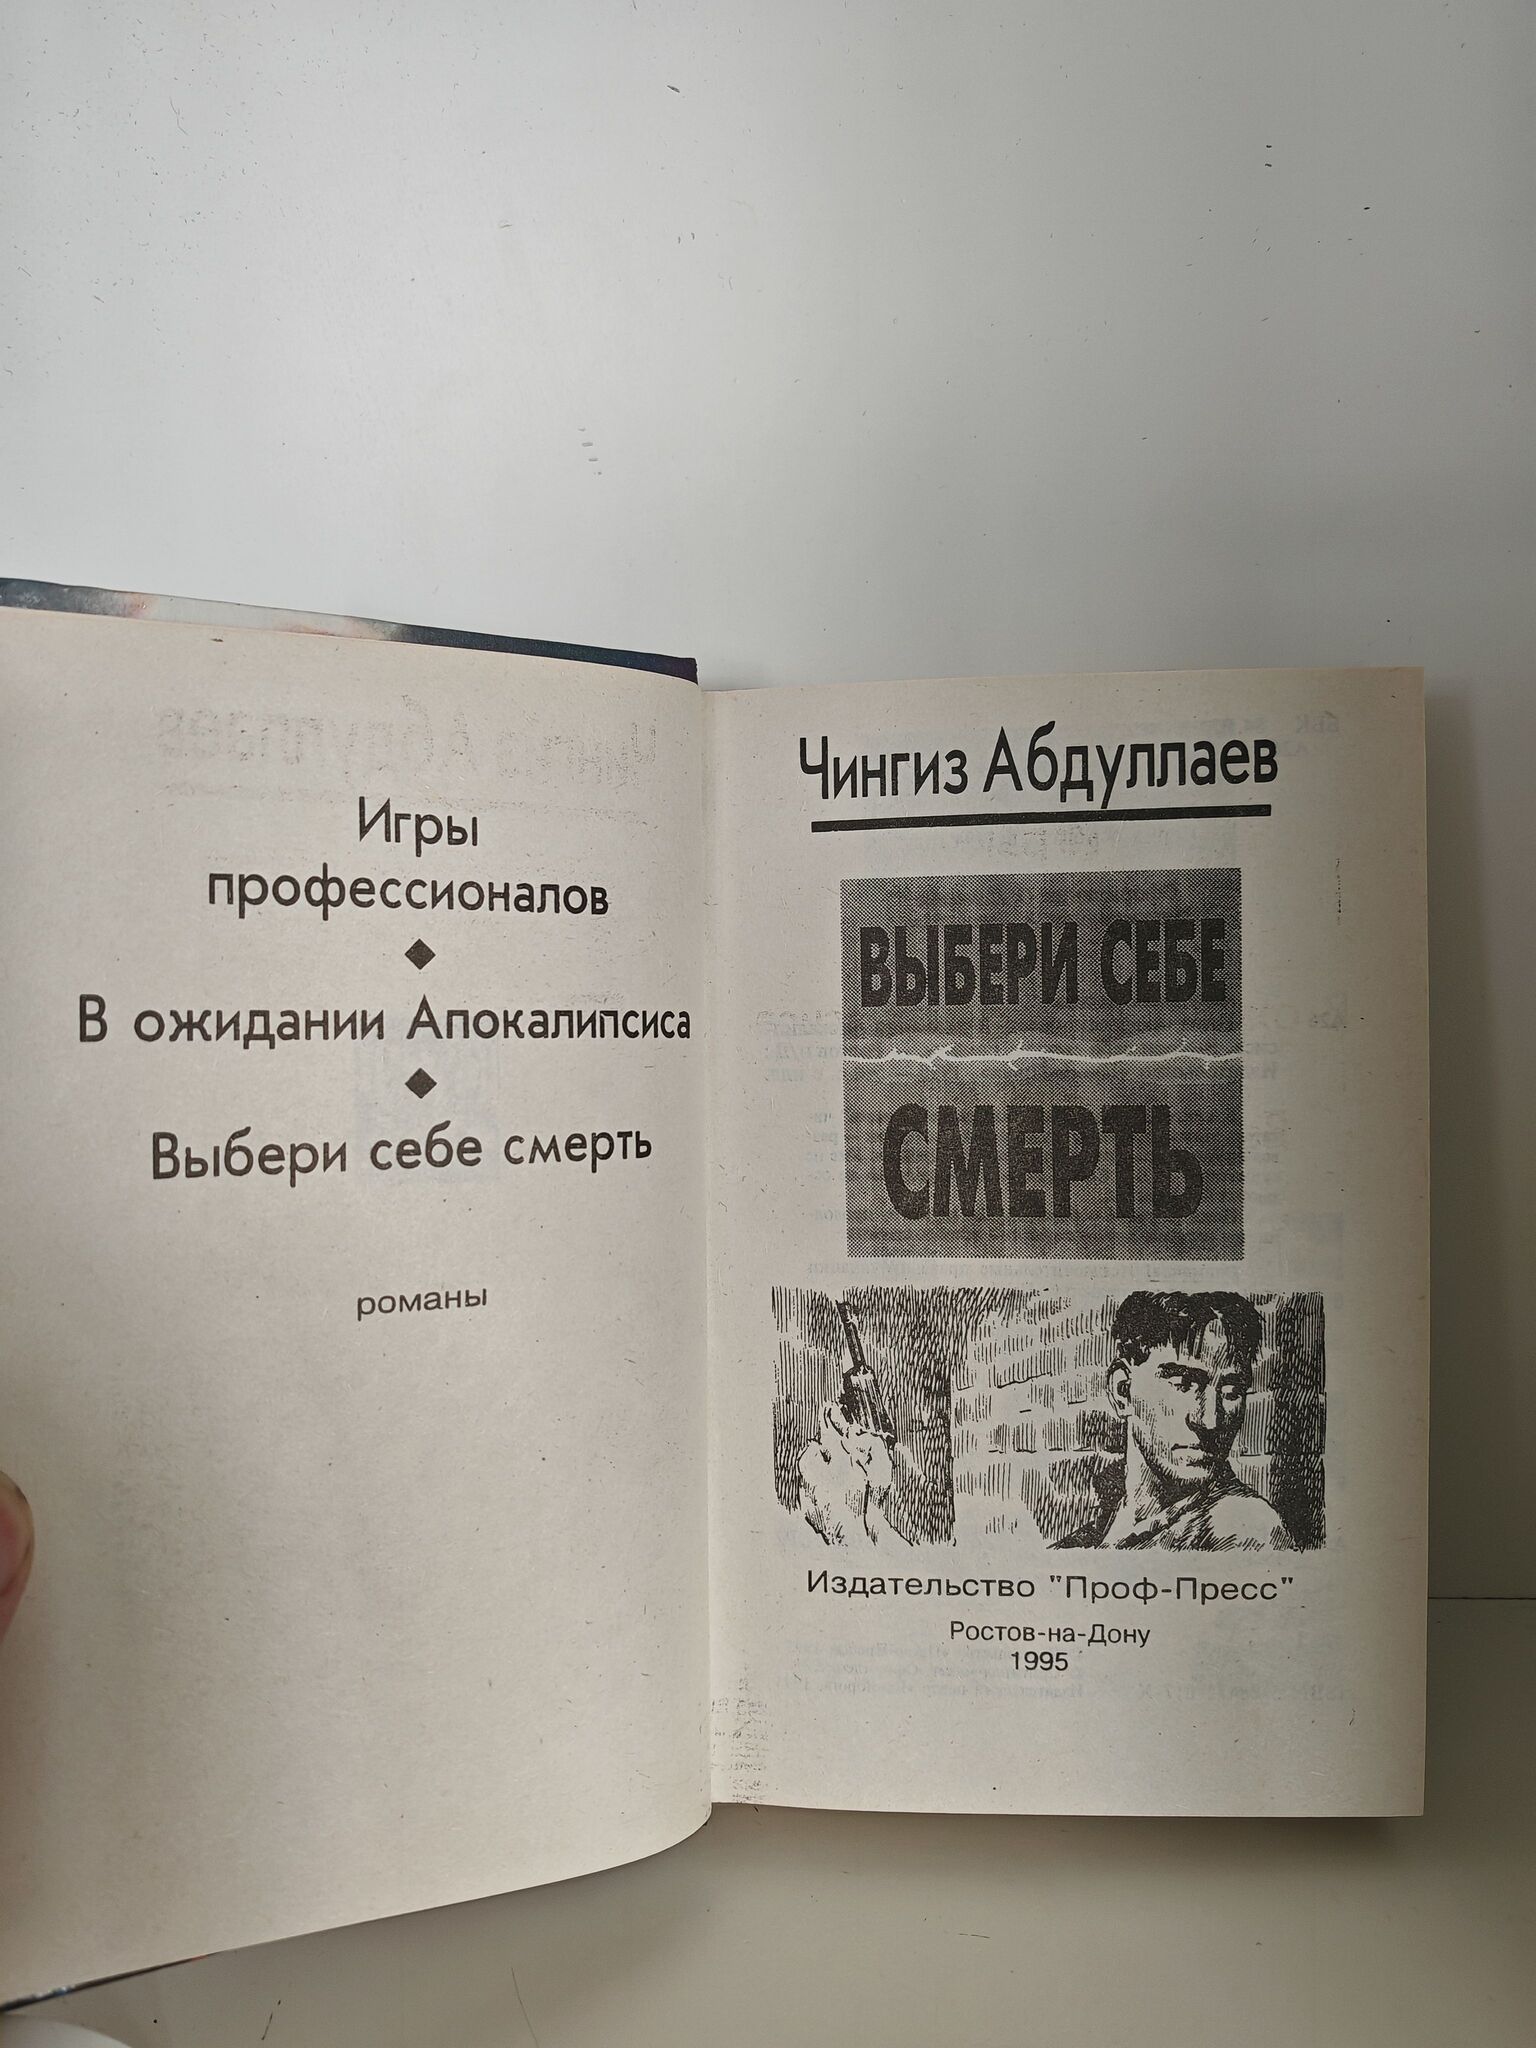 Игры
профессионалов
В ожидании Апокалипсиса
Выбери себе смерть
романы
Чингиз Абдуллаев
ВЫБЕРИ СЕБЕ
СМЕРТЬ
Издательство "Проф-Пресс"
Ростов-на-Дону
1995